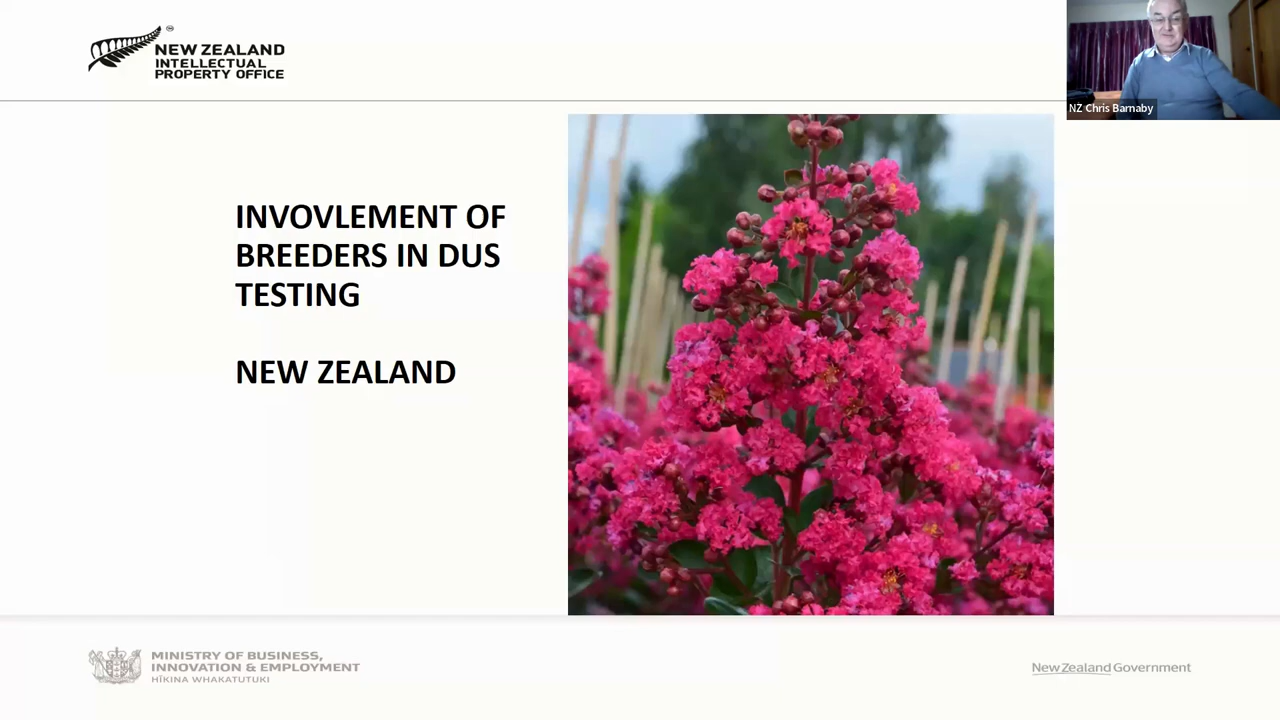 NEW ZEALAND
INTELLECTUAL
PROPERTY OFFICE
NZ Chris Barnaby
INVOVLEMENT OF
BREEDERS IN DUS
TESTING
NEW ZEALAND
MINISTRY OF BUSINESS,
INNOVATION & EMPLOYMENT
HĪKINA WHAKATUTUKI
New Zealand Government